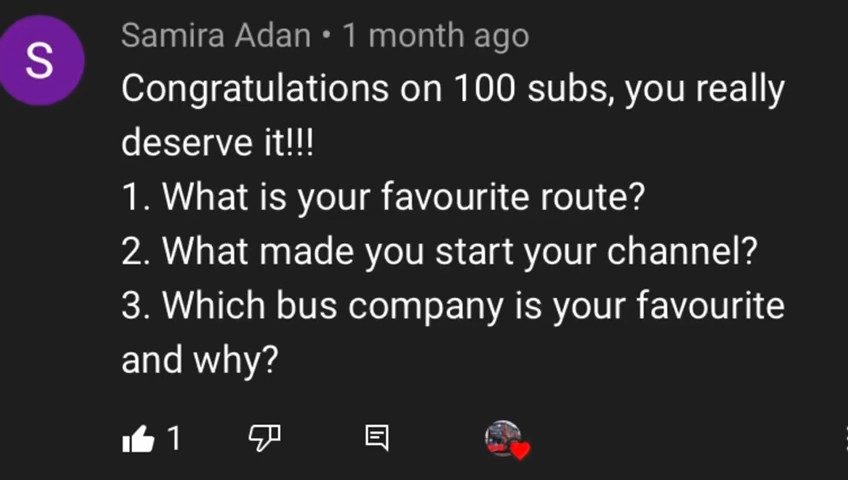 S
Samira Adan • 1 month ago
Congratulations on 100 subs, you really
deserve it!!!
1. What is your favourite route?
2. What made you start your channel?
3. Which bus company is your favourite
and why?
1